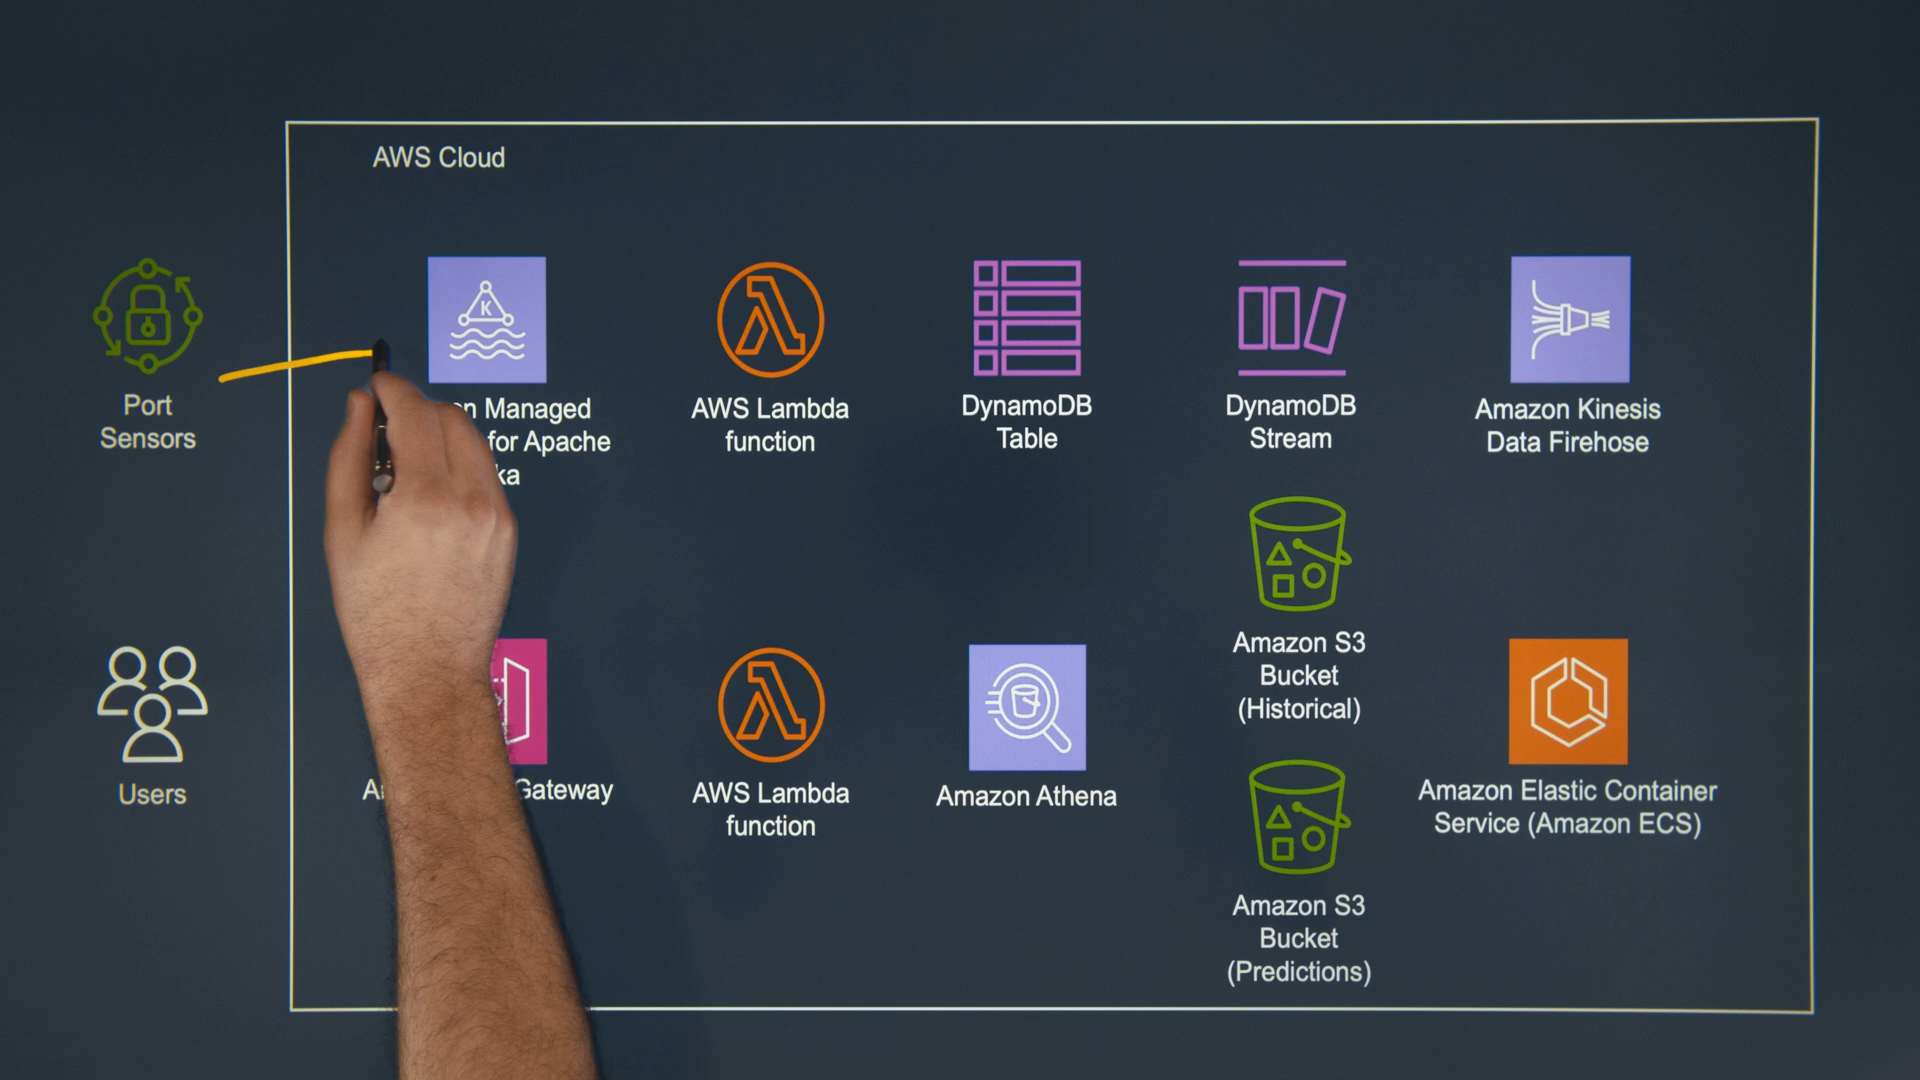 AWS Cloud
Port
Sensors
Managed
for Apache
AWS Lambda
function
DynamoDB
Table
DynamoDB
Stream
Amazon Kinesis
Data Firehose
Users
Gateway
AWS Lambda
function
Amazon Athena
Amazon S3
Bucket
(Historical)
Amazon S3
Bucket
(Predictions)
Amazon Elastic Container
Service (Amazon ECS)
K